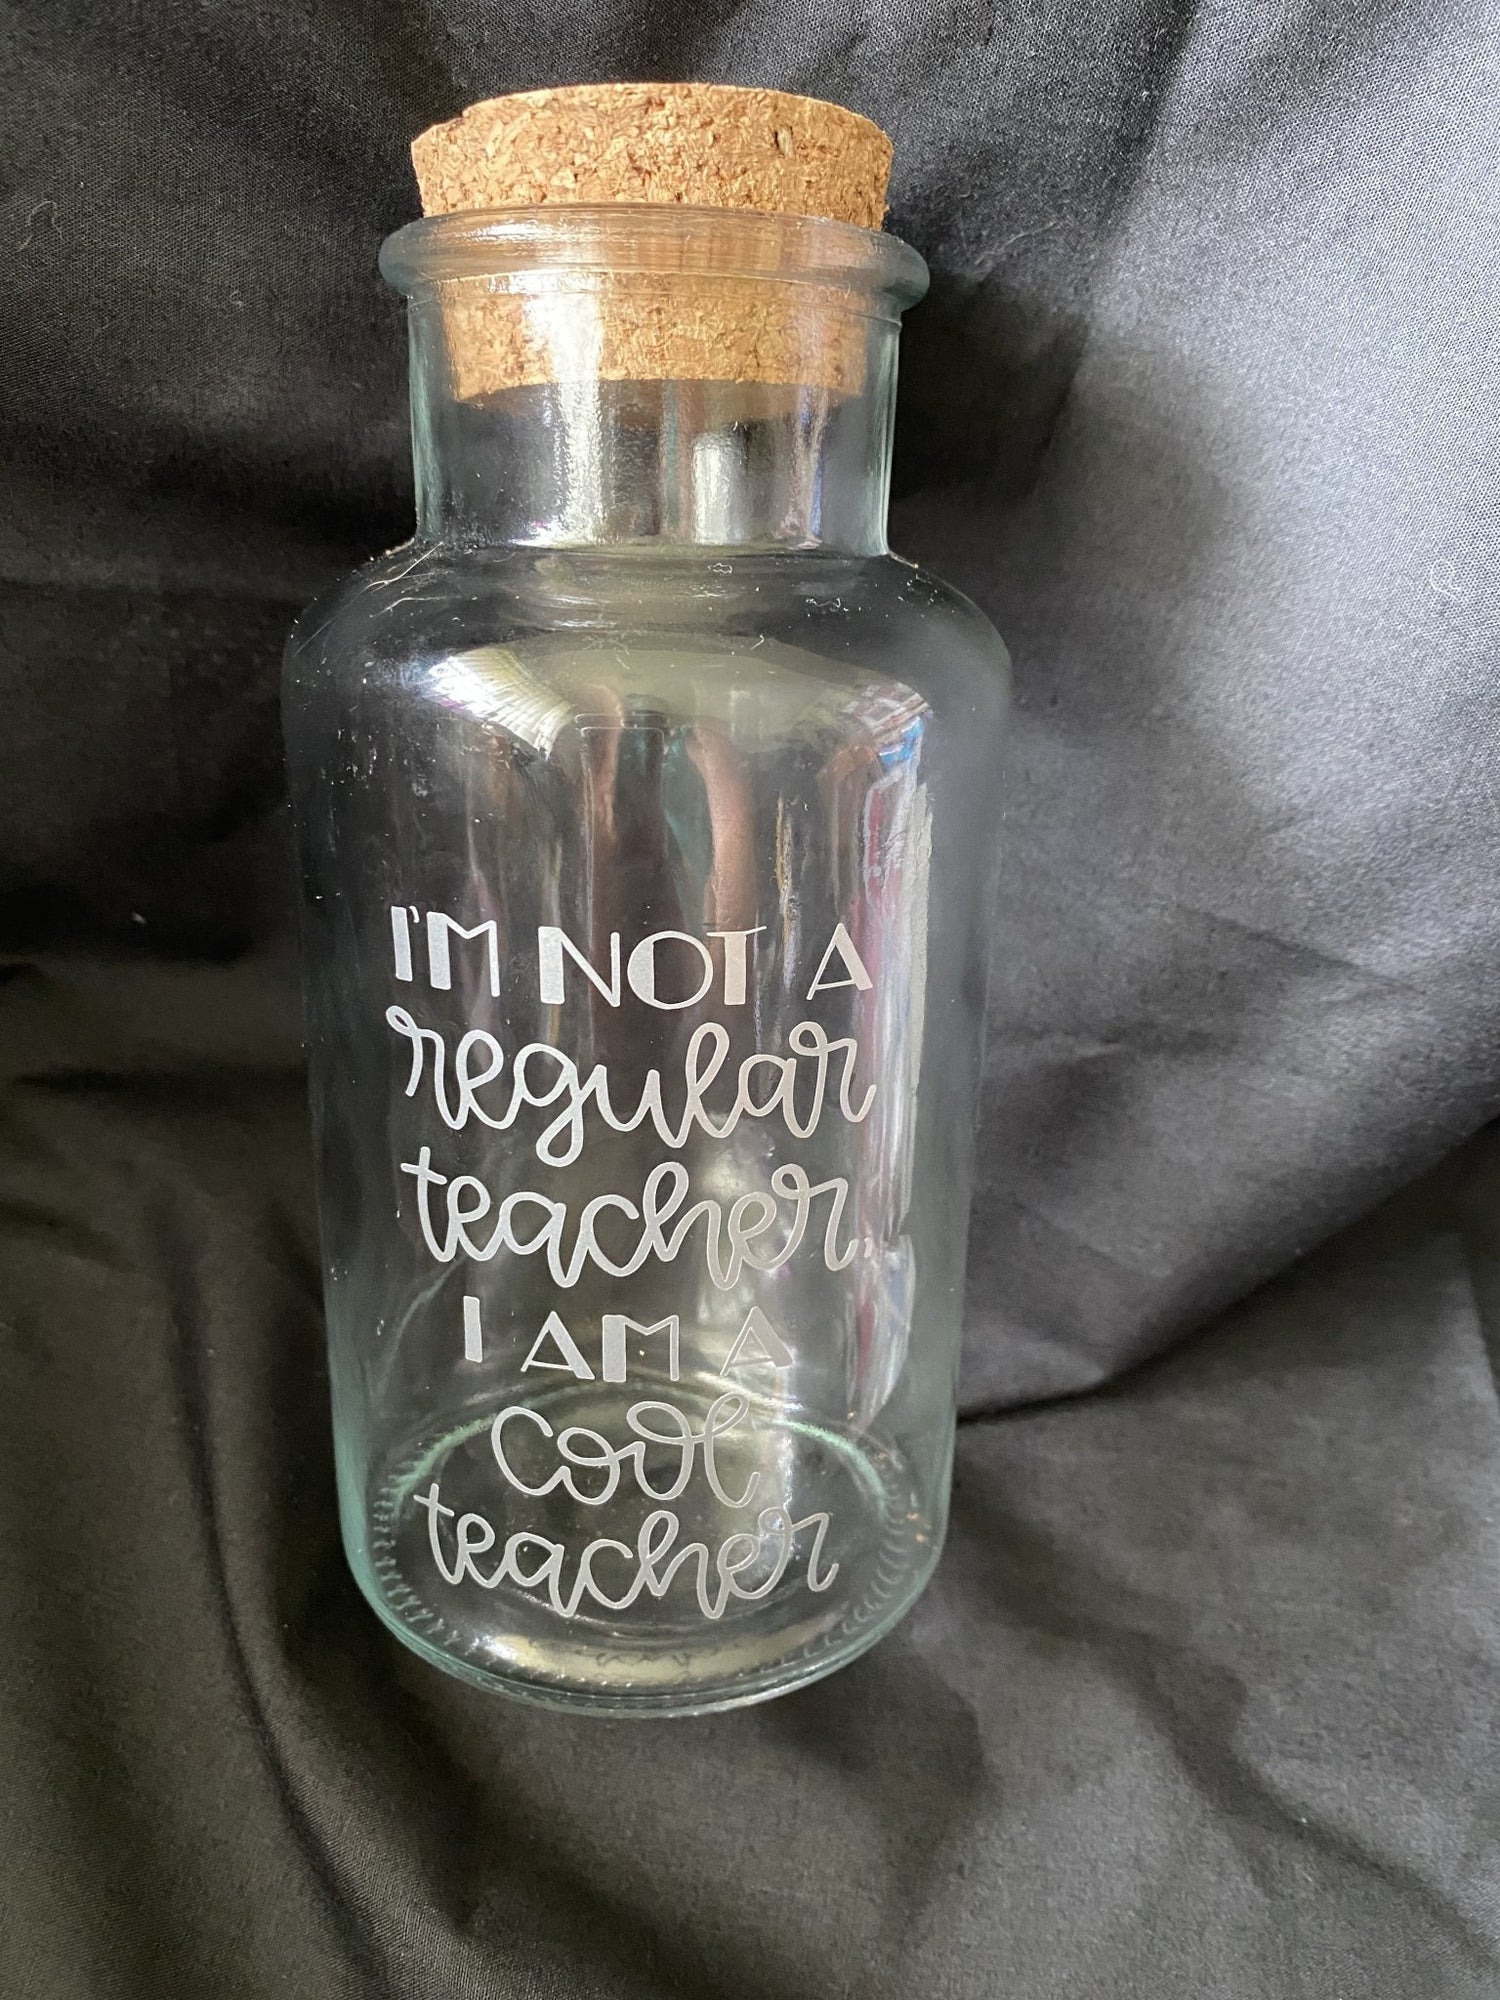 I'M NOT A
regular
teacher,
I AM A
cool
teacher